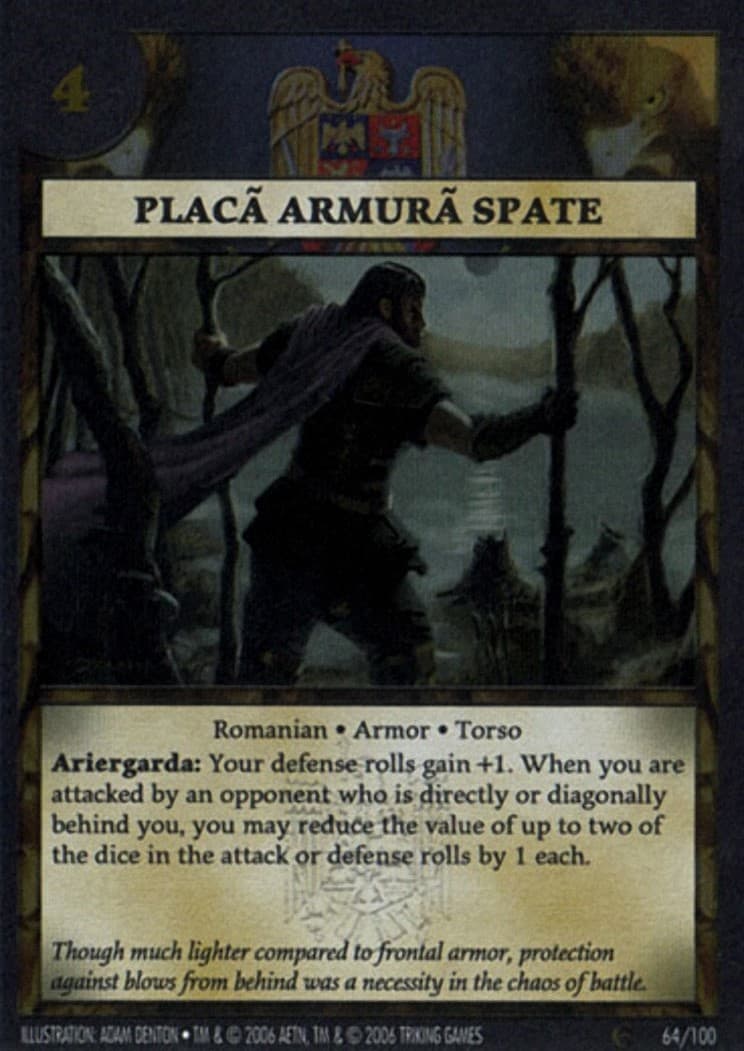 4
PLACÃ ARMURÃ SPATE
Romanian • Armor • Torso
Ariergarda: Your defense rolls gain +1. When you are
attacked by an opponent who is directly or diagonally
behind you, you may reduce the value of up to two of
the dice in the attack or defense rolls by 1 each.
Though much lighter compared to frontal armor, protection
against blows from behind was a necessity in the chaos of battle.
ILLUSTRATION: ADAM DENTON • TM & © 2006 AETN, TM & © 2006 TRIKING GAMES
64/100